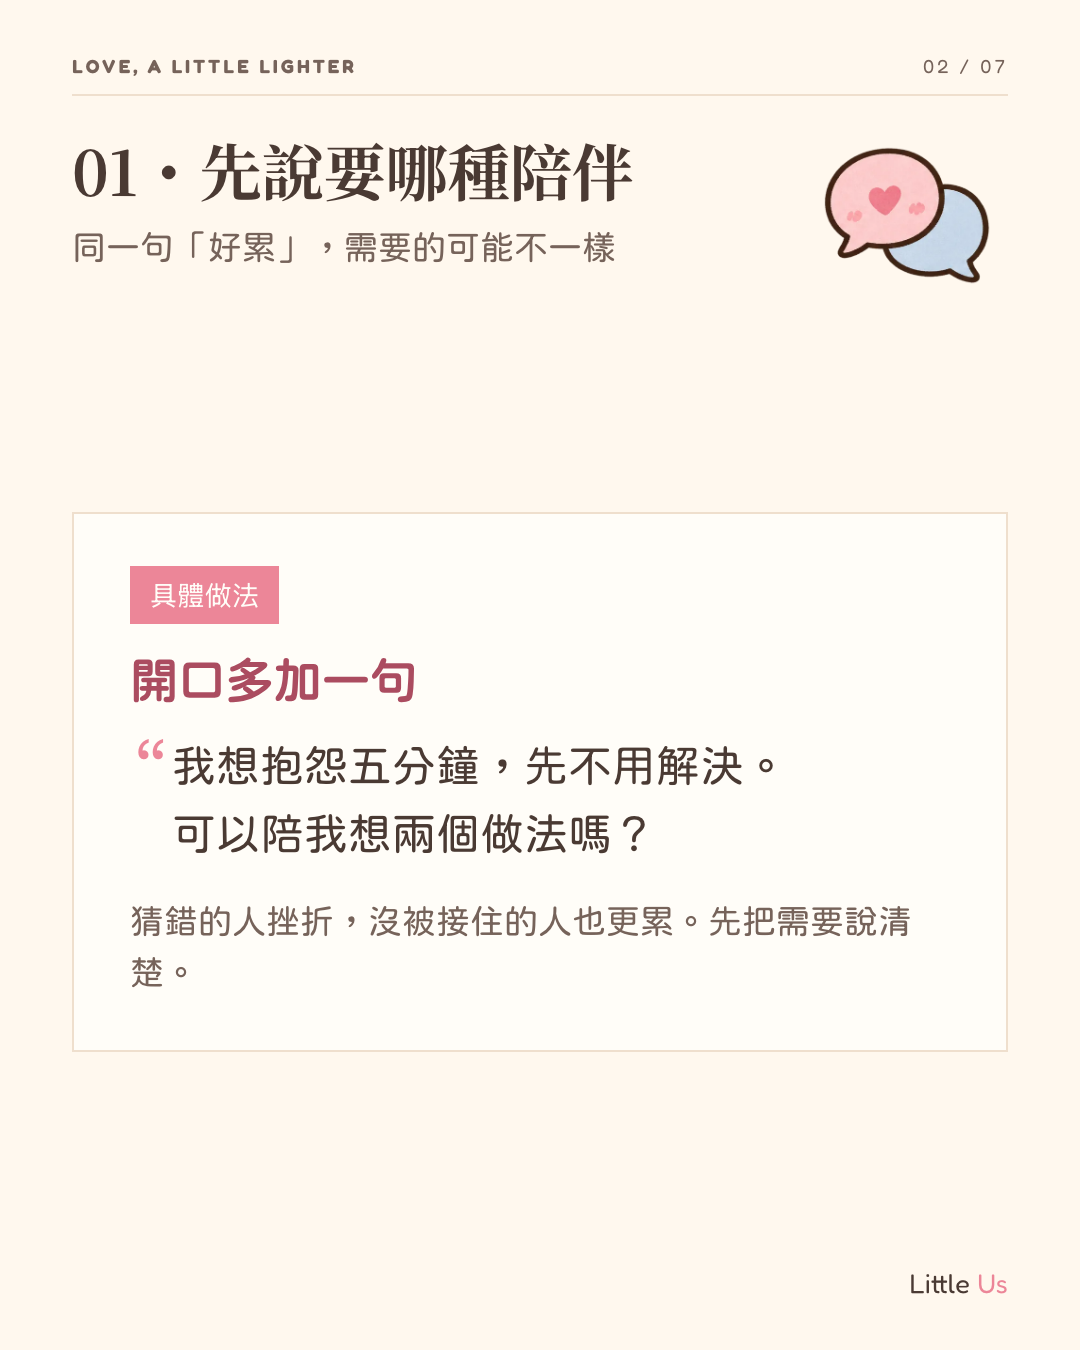 LOVE, A LITTLE LIGHTER
02 / 07
01・先說要哪種陪伴
同一句「好累」，需要的可能不一樣
具體做法
開口多加一句
“我想抱怨五分鐘，先不用解決。
可以陪我想兩個做法嗎？
猜錯的人挫折，沒被接住的人也更累。先把需要說清
楚。
Little Us